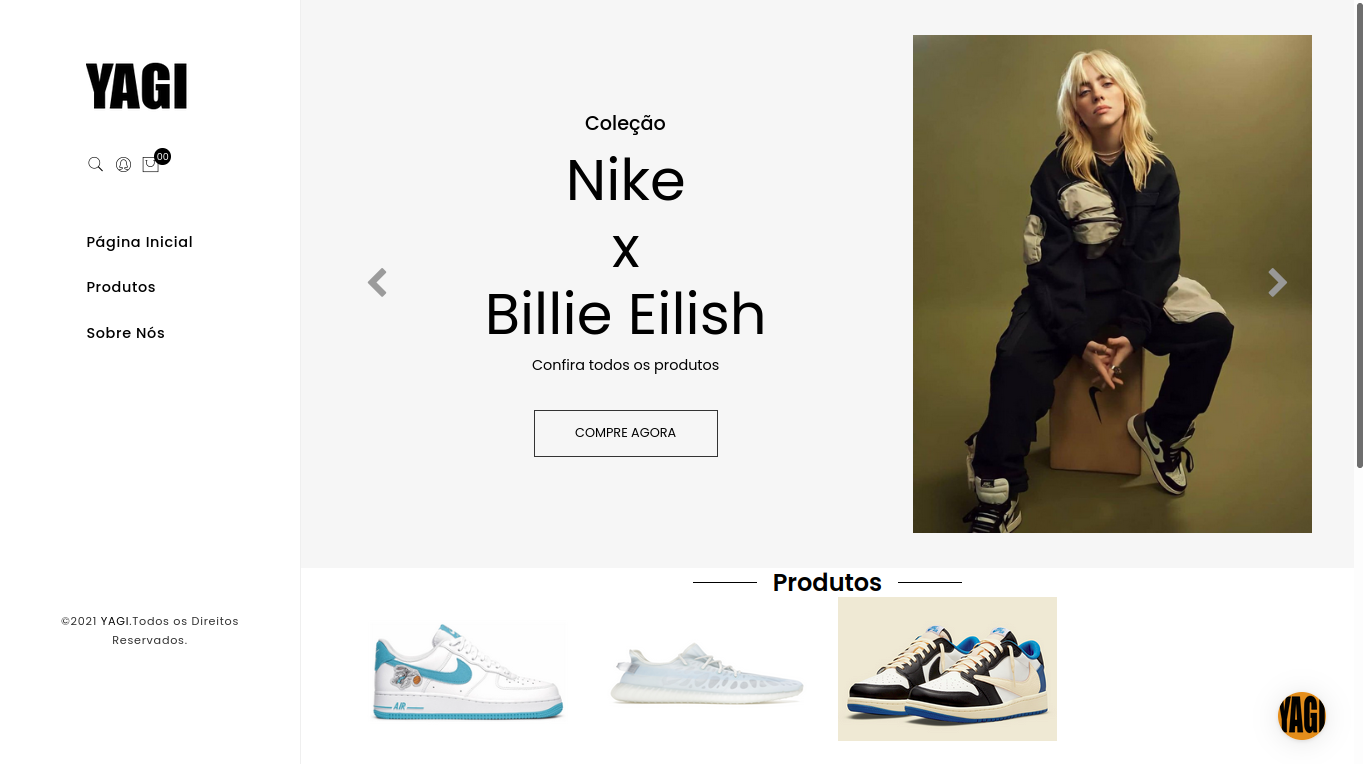 YAGI
00
Página Inicial
Produtos
Sobre Nós
©2021 YAGI.Todos os Direitos
Reservados.
Coleção
Nike
x
Billie Eilish
Confira todos os produtos
COMPRE AGORA
Produtos
AIR
YAGI